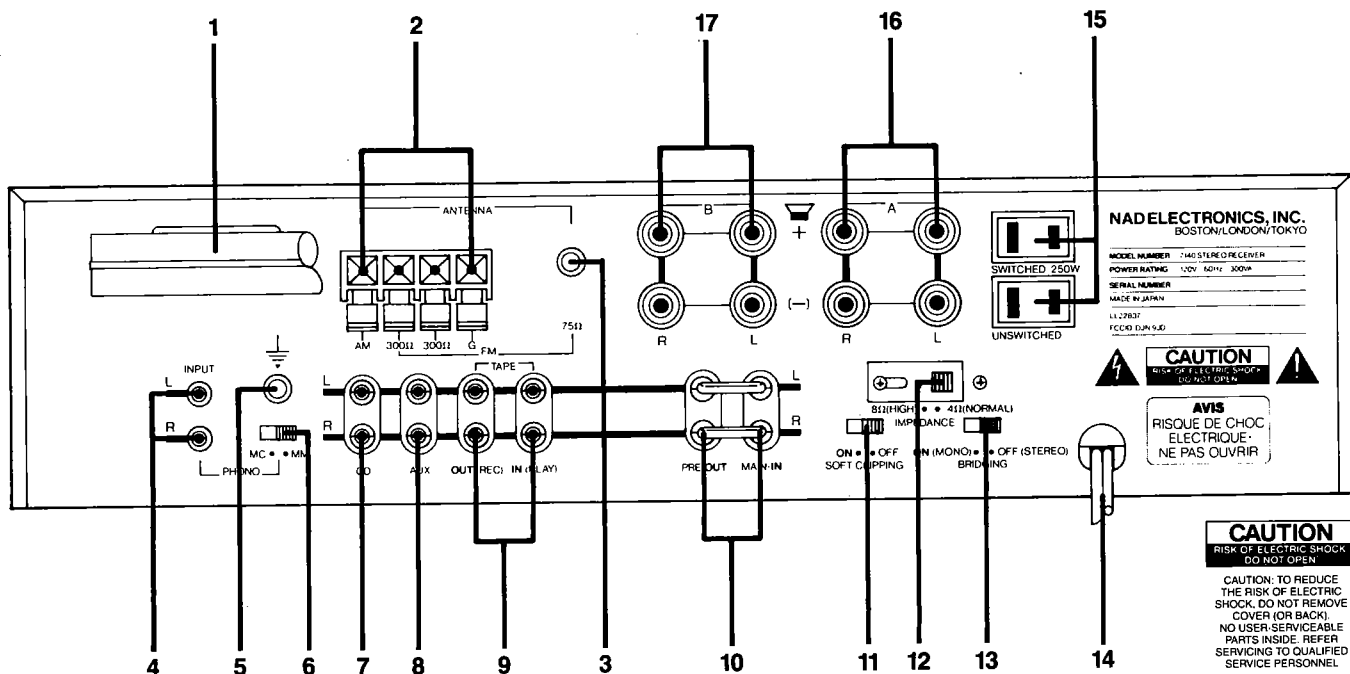 1
2
17
16
15
ANTENNA
B
A
+
(—)
R
L
R
L
AM
300Ω
300Ω
G
FM
75Ω
SWITCHED 250W
UNSWITCHED
NAD ELECTRONICS, INC.
BOSTON/LONDON/TOKYO
MODEL NUMBER 7140 STEREO RECEIVER
POWER RATING 120V 60Hz 300VA
SERIAL NUMBER
MADE IN JAPAN
CAUTION
RISK OF ELECTRIC SHOCK
DO NOT OPEN
AVIS
RISQUE DE CHOC
ELECTRIQUE·
NE PAS OUVRIR
INPUT
L
R
MC • • MM
PHONO
TAPE
L
R
CD
AUX
OUT (REC)
IN (PLAY)
L
R
PRE·OUT
MAIN·IN
8Ω(HIGH) • • 4Ω(NORMAL)
IMPEDANCE
ON • • OFF
SOFT CLIPPING
ON (MONO) • • OFF (STEREO)
BRIDGING
CAUTION
RISK OF ELECTRIC SHOCK
DO NOT OPEN
CAUTION: TO REDUCE
THE RISK OF ELECTRIC
SHOCK, DO NOT REMOVE
COVER (OR BACK).
NO USER-SERVICEABLE
PARTS INSIDE. REFER
SERVICING TO QUALIFIED
SERVICE PERSONNEL
4
5
6
7
8
9
3
10
11
12
13
14